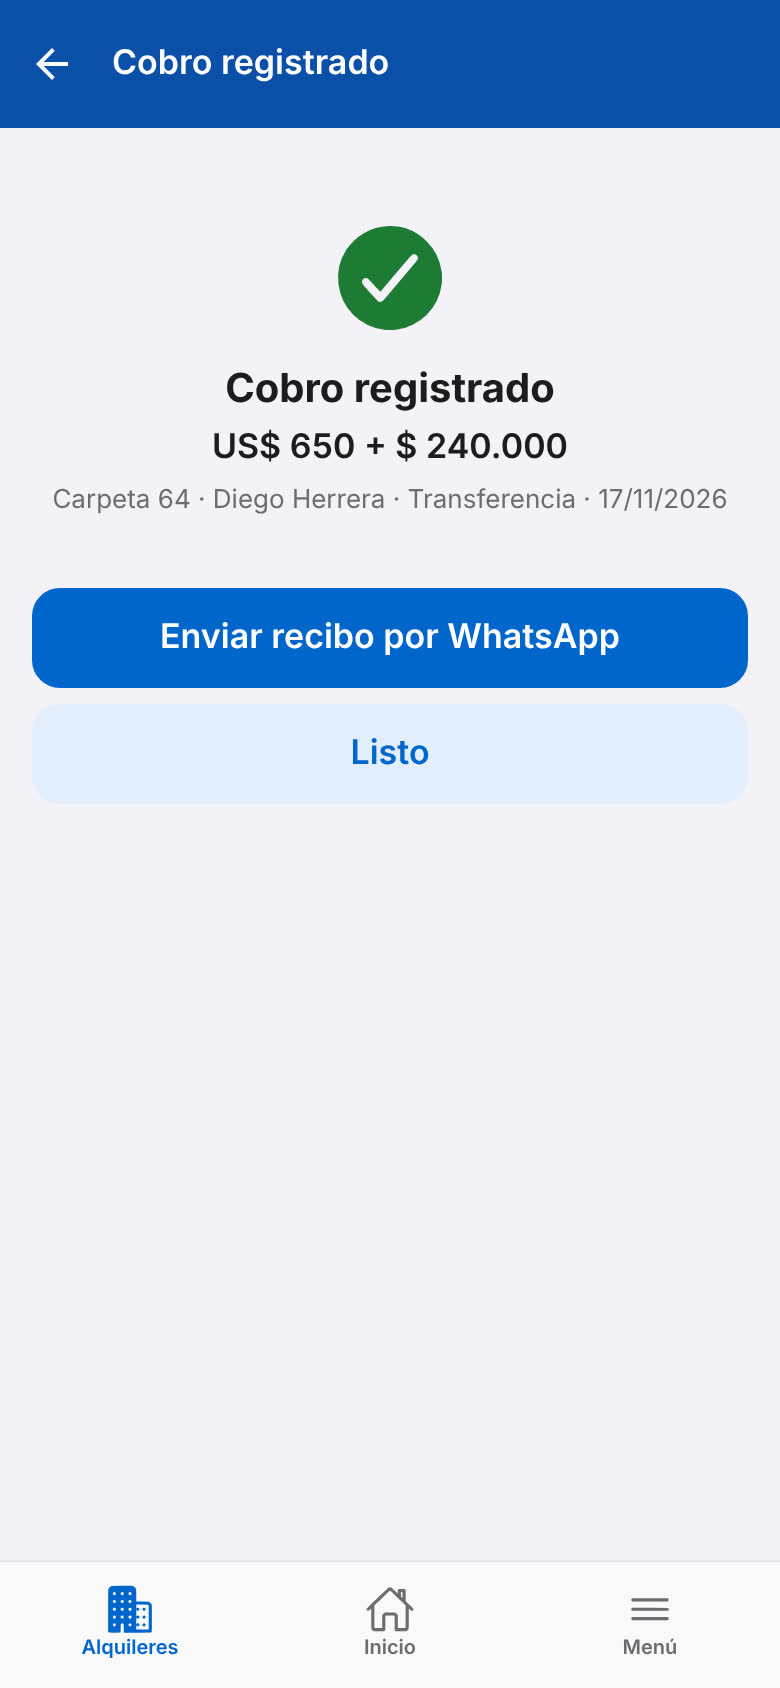 Cobro registrado
Cobro registrado
US$ 650 + $ 240.000
Carpeta 64 · Diego Herrera · Transferencia · 17/11/2026
Enviar recibo por WhatsApp
Listo
Alquileres
Inicio
Menú